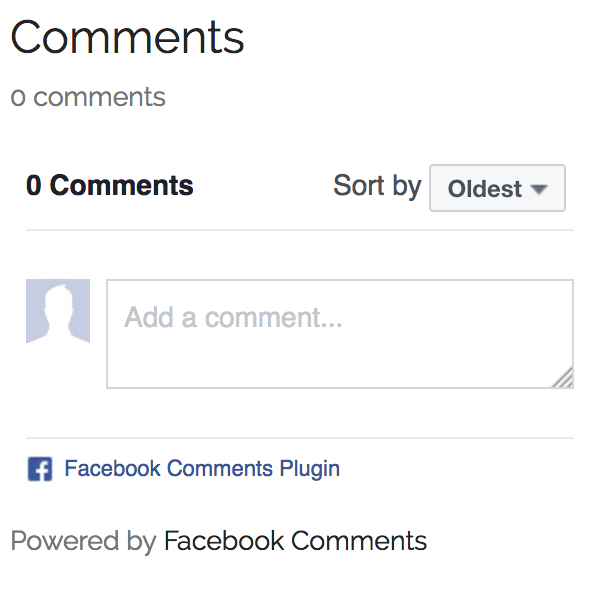 Comments
0 comments
0 Comments Sort by Oldest
Add a comment...
Facebook Comments Plugin
Powered by Facebook Comments